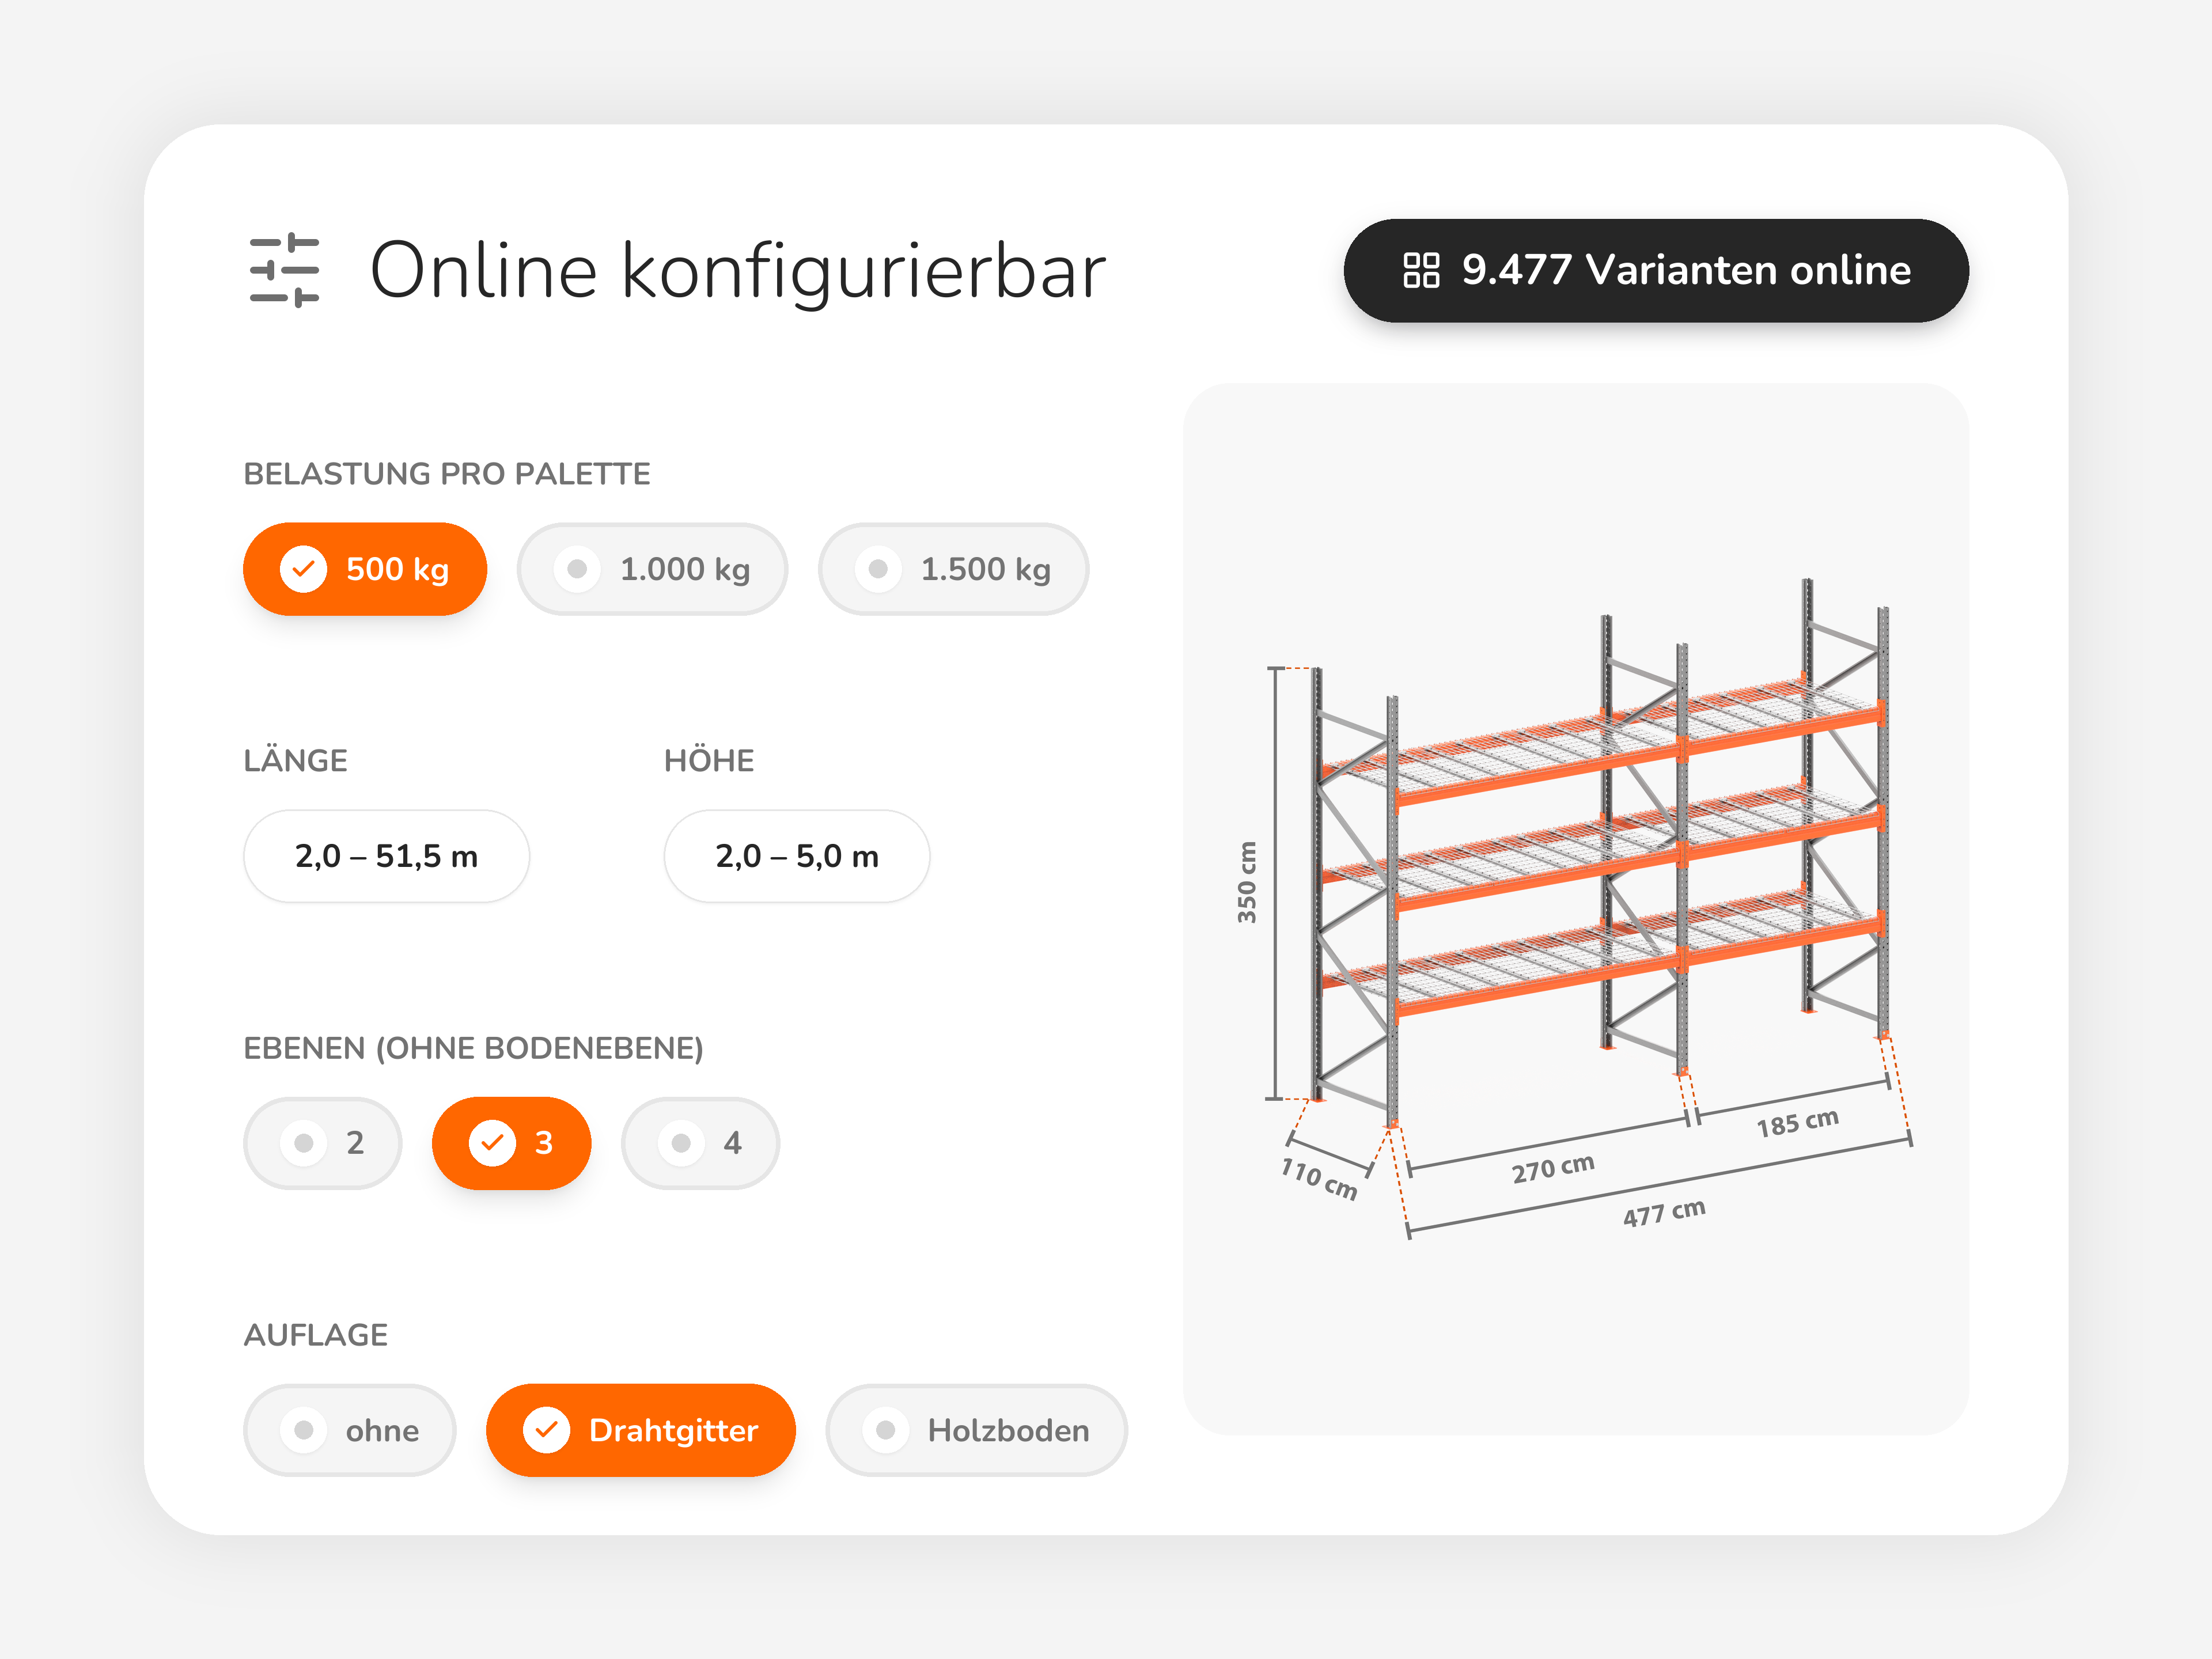 Online konfigurierbar
9.477 Varianten online
BELASTUNG PRO PALETTE
500 kg
1.000 kg
1.500 kg
LÄNGE
HÖHE
2,0 – 51,5 m
2,0 – 5,0 m
EBENEN (OHNE BODENEBENE)
2
3
4
AUFLAGE
ohne
Drahtgitter
Holzboden
350 cm
110 cm
270 cm
185 cm
477 cm